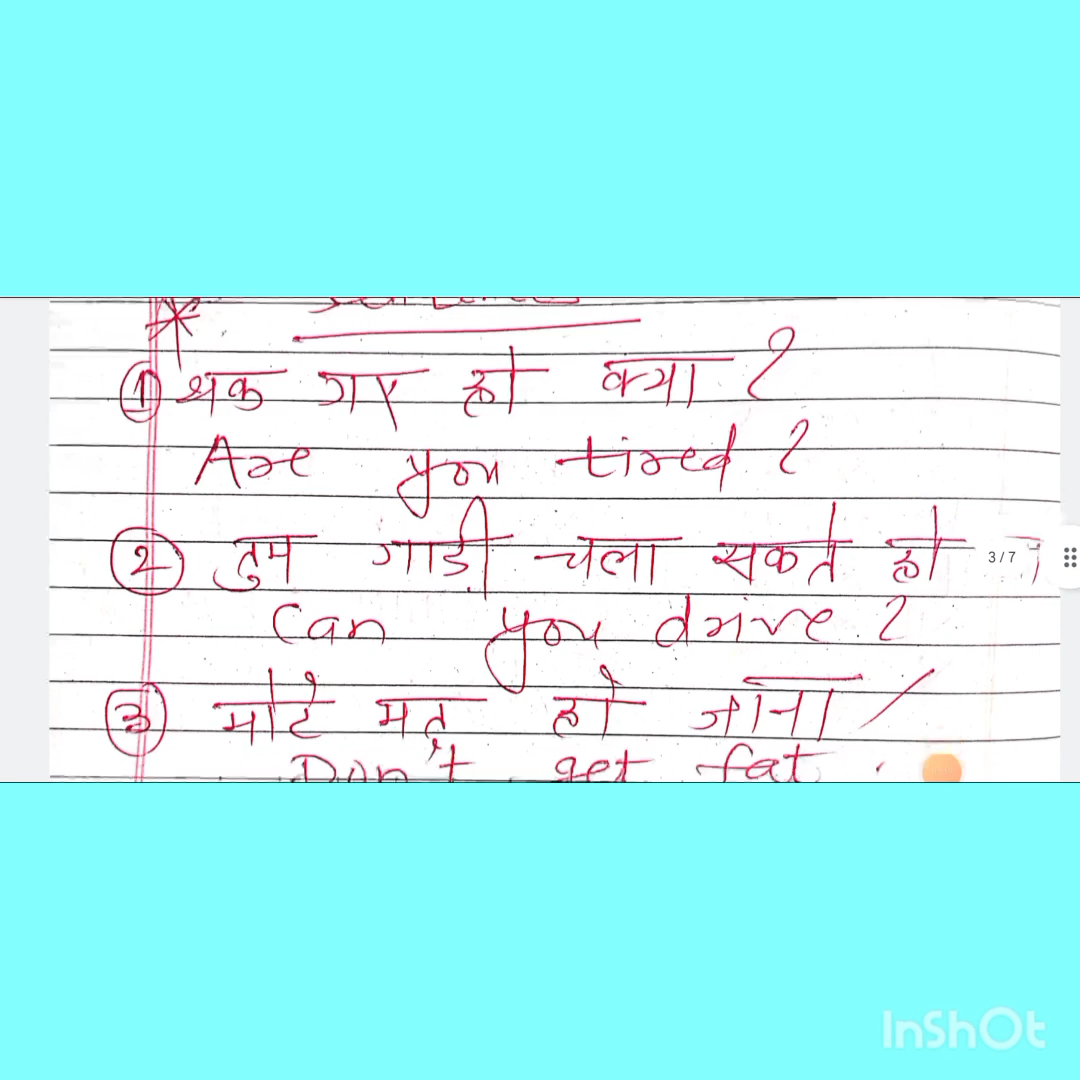 ① थक गए हो क्या ?
Are you tired ?
② तुम गाड़ी चला सकते हो
3 / 7
Can you drive . ?
③ मोटे मत हो जाना /
Don't get fat .
InShOt